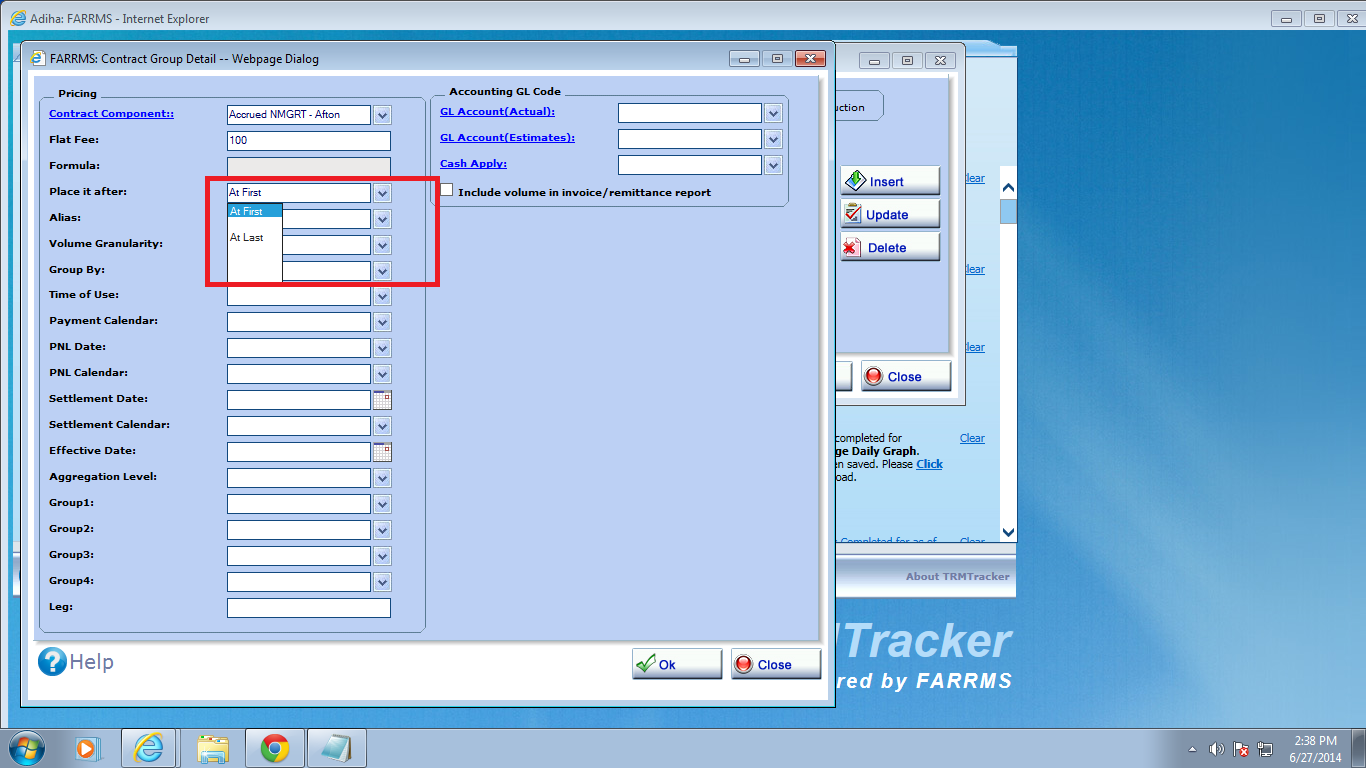 Adiha: FARRMS - Internet Explorer
FARRMS: Contract Group Detail -- Webpage Dialog
Pricing
Contract Component::
Accrued NMGRT - Afton
Flat Fee:
100
Formula:
Place it after:
At First
At First
At Last
Alias:
Volume Granularity:
Group By:
Time of Use:
Payment Calendar:
PNL Date:
PNL Calendar:
Settlement Date:
Settlement Calendar:
Effective Date:
Aggregation Level:
Group1:
Group2:
Group3:
Group4:
Leg:
Accounting GL Code
GL Account(Actual):
GL Account(Estimates):
Cash Apply:
Include volume in invoice/remittance report
Help
Ok
Close
uction
Insert
Update
Delete
Close
lear
lear
lear
completed for
Clear
ge Daily Graph.
n saved. Please Click
oad.
Completed for as of
Clear
About TRMTracker
Tracker
red by FARRMS
2:38 PM
6/27/2014